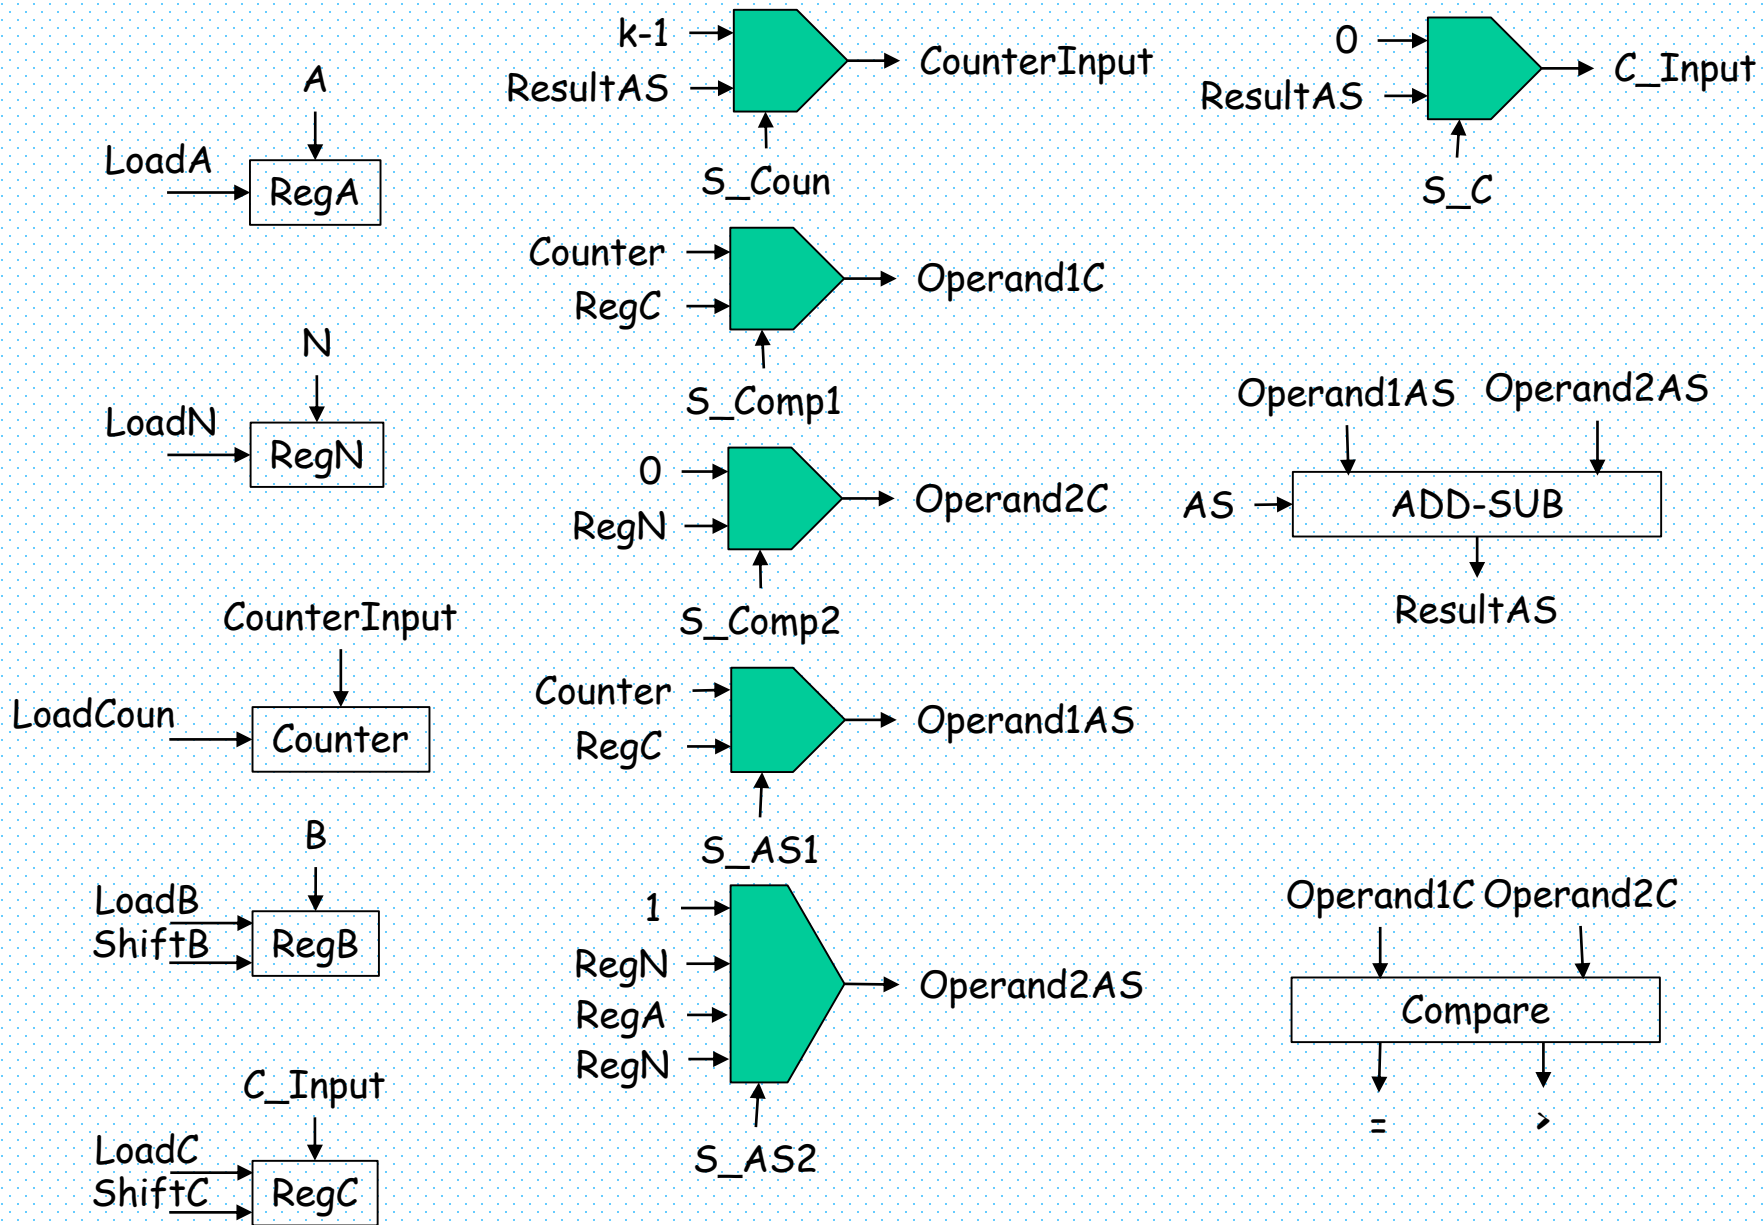 A
LoadA
RegA
N
LoadN
RegN
CounterInput
LoadCoun
Counter
B
LoadB
ShiftB
RegB
C_Input
LoadC
ShiftC
RegC
k-1
ResultAS
CounterInput
S_Coun
Counter
RegC
Operand1C
S_Comp1
0
RegN
Operand2C
S_Comp2
Counter
RegC
Operand1AS
S_AS1
1
RegN
RegA
RegN
Operand2AS
S_AS2
0
ResultAS
C_Input
S_C
Operand1AS Operand2AS
AS
ADD-SUB
ResultAS
Operand1C Operand2C
Compare
= >